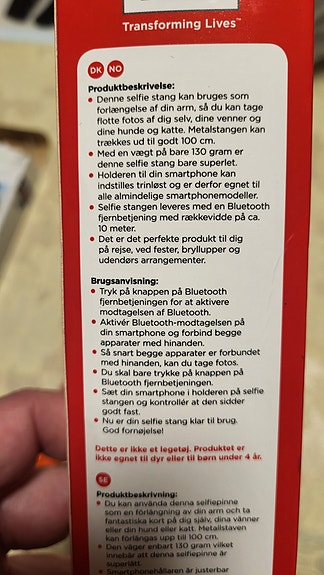 Transforming Lives™
DK NO
Produktbeskrivelse:
• Denne selfie stang kan bruges som
forlængelse af din arm, så du kan tage
flotte fotos af dig selv, dine venner og
dine hunde og katte. Metalstangen kan
trækkes ud til godt 100 cm.
• Med en vægt på bare 130 gram er
denne selfie stang bare superlet.
• Holderen til din smartphone kan
indstilles trinløst og er derfor egnet til
alle almindelige smartphonemodeller.
• Selfie stangen leveres med en Bluetooth
fjernbetjening med rækkevidde på ca.
10 meter.
• Det er det perfekte produkt til dig
på rejse, ved fester, bryllupper og
udendørs arrangementer.
Brugsanvisning:
• Tryk på knappen på Bluetooth
fjernbetjeningen for at aktivere
modtagelsen af Bluetooth.
• Aktivér Bluetooth-modtagelsen på
din smartphone og forbind begge
apparater med hinanden.
• Så snart begge apparater er forbundet
med hinanden, kan du tage fotos.
• Du skal bare trykke på knappen på
Bluetooth fjernbetjeningen.
• Sæt din smartphone i holderen på selfie
stangen og kontrollér at den sidder
godt fast.
• Nu er din selfie stang klar til brug.
God fornøjelse!
Dette er ikke et legetøj. Produktet er
ikke egnet til dyr eller til børn under 4 år.
SE
Produktbeskrivning:
• Du kan använda denna selfiepinne
som en förlängning av din arm och ta
fantastiska kort på dig själv, dina vänner
eller din hund eller katt. Metallstaven
kan förlängas upp till 100 cm.
• Den väger enbart 130 gram vilket
innebär att denna selfiepinne är
superlätt.
• Smartphonehållaren är justerbar